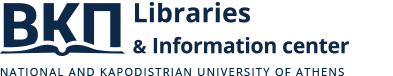 ΒΚΠ Libraries
& Information center
NATIONAL AND KAPODISTRIAN UNIVERSITY OF ATHENS